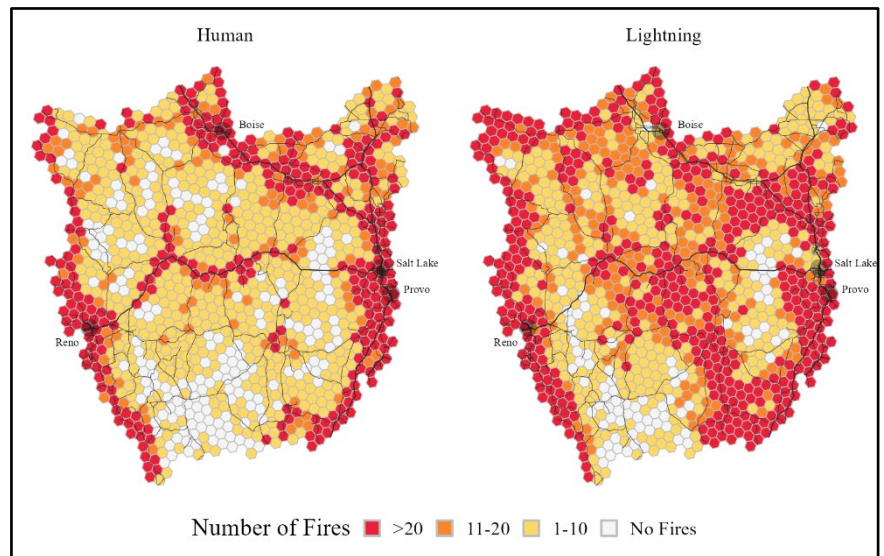 Human
Lightning
Boise
Salt Lake
Provo
Reno
Boise
Salt Lake
Provo
Reno
Number of Fires >20 11-20 1-10 No Fires